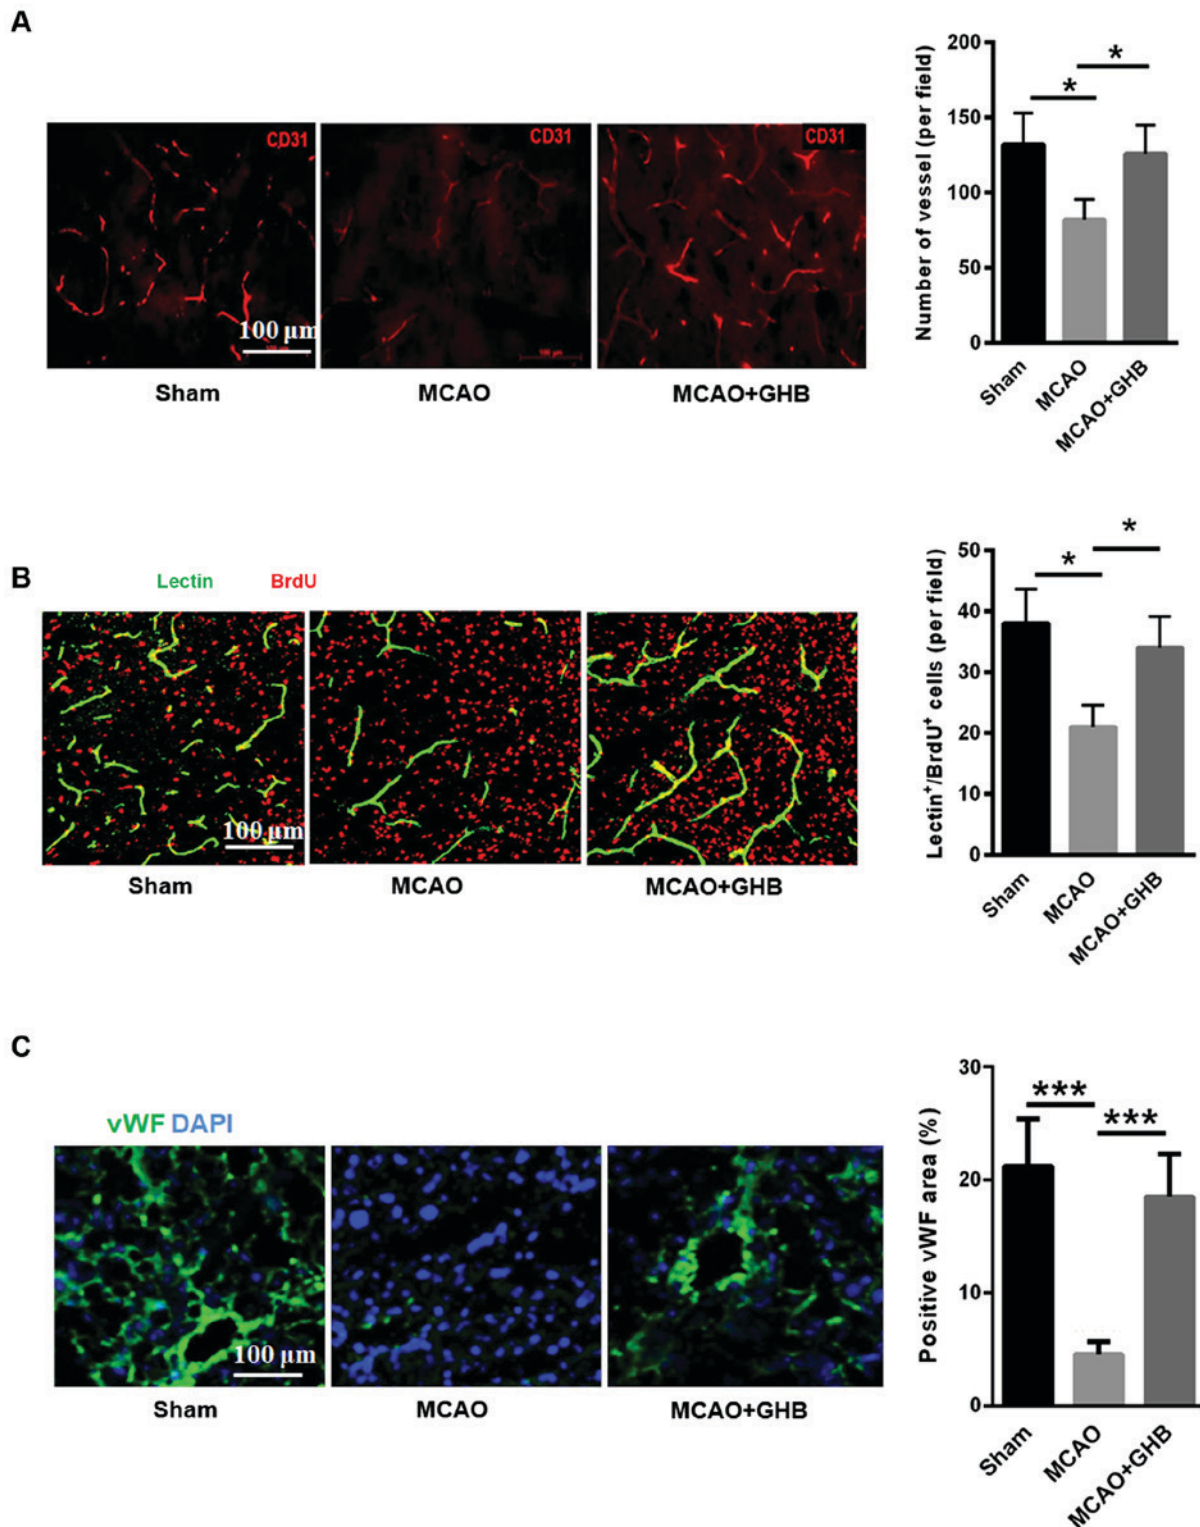 A
CD31
CD31
CD31
100 μm
100 μm
Sham
MCAO
MCAO+GHB
Number of vessel (per field)
200
150
100
50
0
*
*
Sham
MCAO
MCAO+GHB
B
Lectin
BrdU
100 μm
Sham
MCAO
MCAO+GHB
Lectin⁺/BrdU⁺ cells (per field)
50
40
30
20
10
0
*
*
Sham
MCAO
MCAO+GHB
C
vWF DAPI
100 μm
Sham
MCAO
MCAO+GHB
Positive vWF area (%)
30
20
10
0
***
***
Sham
MCAO
MCAO+GHB